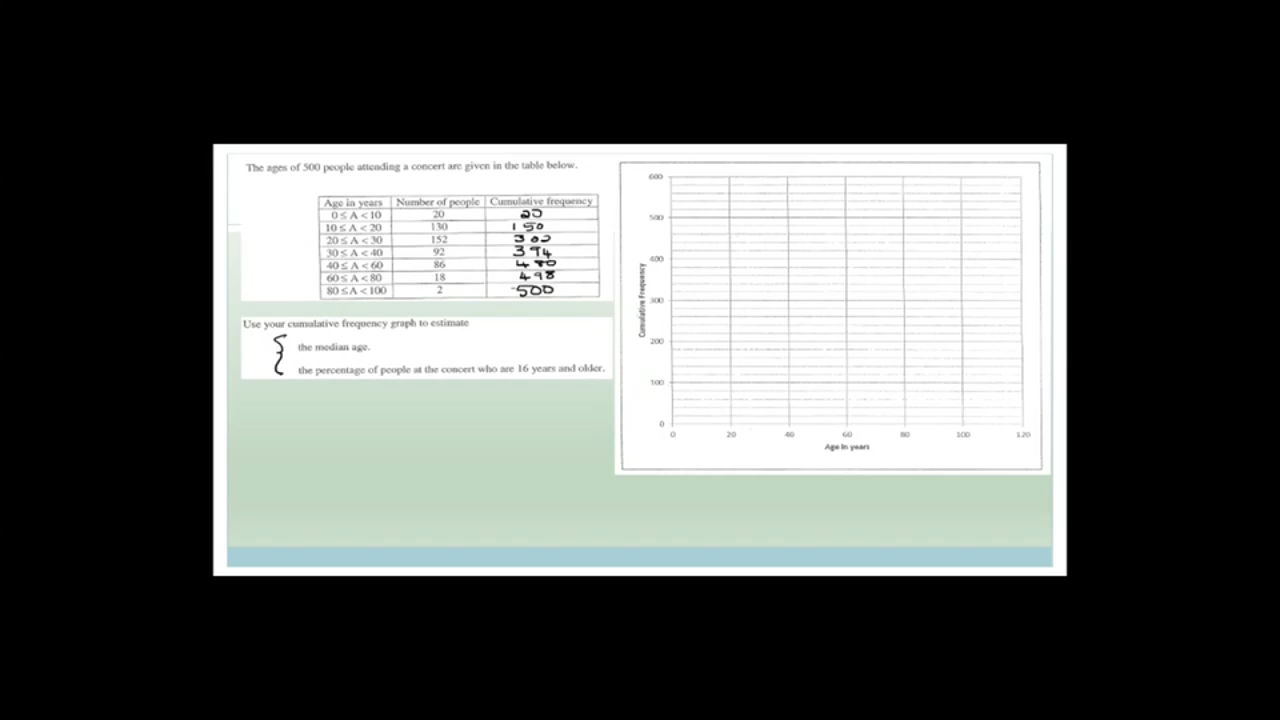 The ages of 500 people attending a concert are given in the table below.
Age in years Number of people Cumulative frequency
0 ≤ A < 10 20 20
10 ≤ A < 20 130 150
20 ≤ A < 30 152 302
30 ≤ A < 40 92 394
40 ≤ A < 60 86 480
60 ≤ A < 80 18 498
80 ≤ A < 100 2 500
Use your cumulative frequency graph to estimate
the median age.
the percentage of people at the concert who are 16 years and older.
600
500
400
300
200
100
0
Cumulative Frequency
0 20 40 60 80 100 120
Age in years